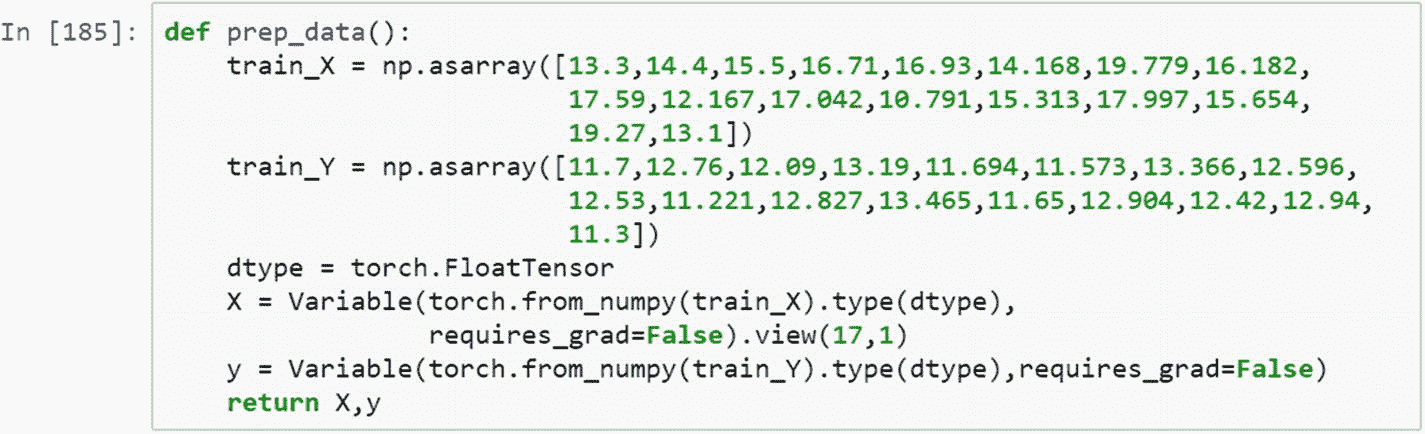 In [185]: def prep_data():
    train_X = np.asarray([13.3,14.4,15.5,16.71,16.93,14.168,19.779,16.182,
                          17.59,12.167,17.042,10.791,15.313,17.997,15.654,
                          19.27,13.1])
    train_Y = np.asarray([11.7,12.76,12.09,13.19,11.694,11.573,13.366,12.596,
                          12.53,11.221,12.827,13.465,11.65,12.904,12.42,12.94,
                          11.3])
    dtype = torch.FloatTensor
    X = Variable(torch.from_numpy(train_X).type(dtype),
                 requires_grad=False).view(17,1)
    y = Variable(torch.from_numpy(train_Y).type(dtype),requires_grad=False)
    return X,y